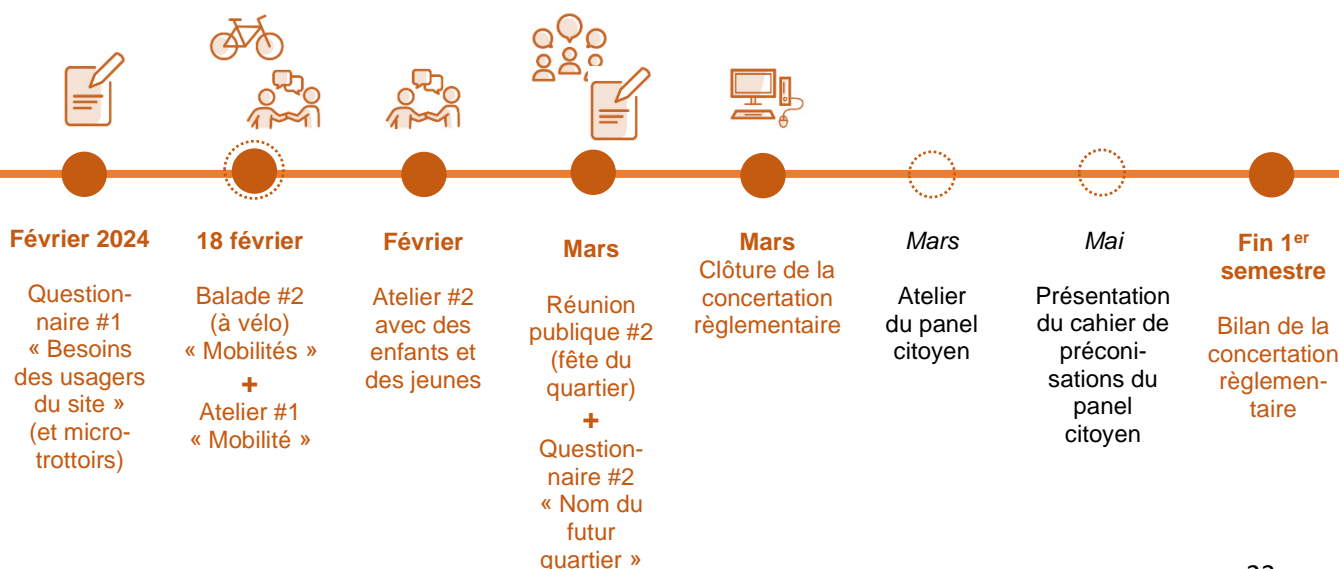 Février 2024
Question-
naire #1
« Besoins
des usagers
du site »
(et micro-
trottoirs)
18 février
Balade #2
(à vélo)
« Mobilités »
+
Atelier #1
« Mobilité »
Février
Atelier #2
avec des
enfants et
des jeunes
Mars
Réunion
publique #2
(fête du
quartier)
+
Question-
naire #2
« Nom du
futur
quartier »
Mars
Clôture de la
concertation
règlementaire
Mars
Atelier
du panel
citoyen
Mai
Présentation
du cahier de
préconi-
sations du
panel
citoyen
Fin 1er
semestre
Bilan de la
concertation
règlemen-
taire